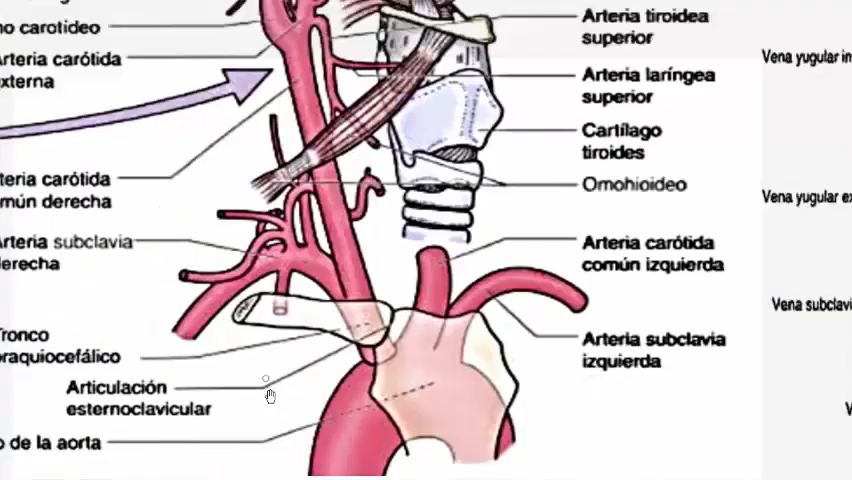 no carotídeo
Arteria carótida
externa
teria carótida
mún derecha
Arteria subclavia
derecha
Tronco
braquiocefálico
Articulación
esternoclavicular
o de la aorta
Arteria tiroidea
superior
Arteria laríngea
superior
Cartílago
tiroides
Omohioideo
Arteria carótida
común izquierda
Arteria subclavia
izquierda
Vena yugular in
Vena yugular ex
Vena subclavi
V